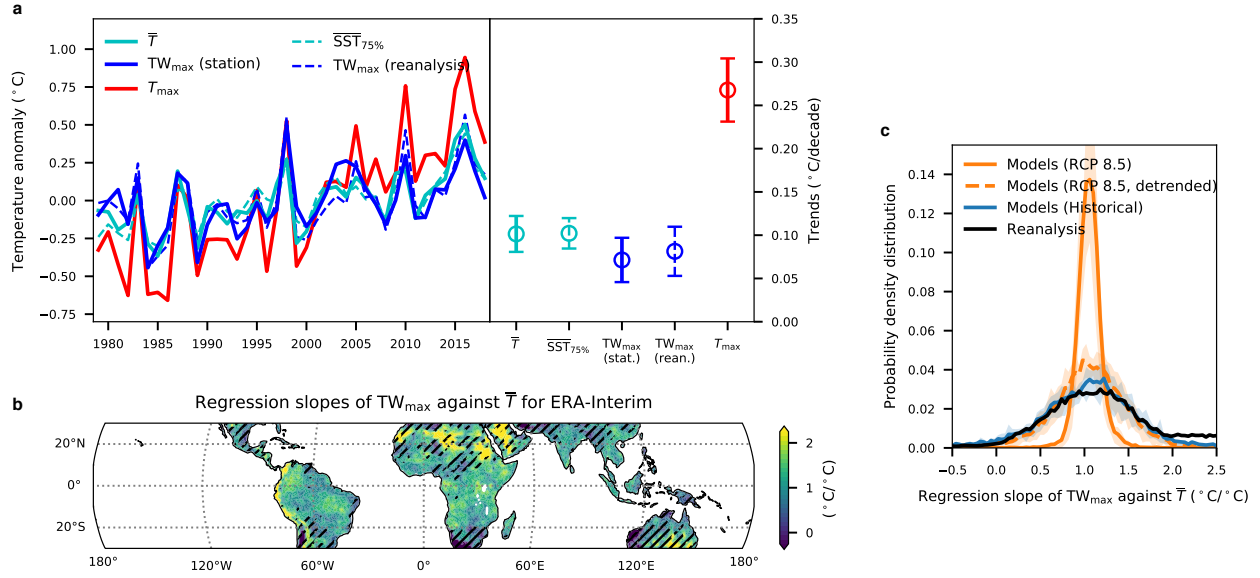 a
Temperature anomaly (°C)
1.00
0.75
0.50
0.25
0.00
−0.25
−0.50
−0.75
T̅
TWmax (station)
Tmax
S̅S̅T̅75%
TWmax (reanalysis)
1980
1985
1990
1995
2000
2005
2010
2015
T̅
S̅S̅T̅75%
TWmax (stat.)
TWmax (rean.)
Tmax
0.35
0.30
0.25
0.20
0.15
0.10
0.05
0.00
Trends (°C/decade)
b
Regression slopes of TWmax against T̅ for ERA-Interim
20°N
0°
20°S
180°
120°W
60°W
0°
60°E
120°E
180°
2
1
0
(°C/°C)
c
Probability density distribution
0.14
0.12
0.10
0.08
0.06
0.04
0.02
0.00
Models (RCP 8.5)
Models (RCP 8.5, detrended)
Models (Historical)
Reanalysis
−0.5
0.0
0.5
1.0
1.5
2.0
2.5
Regression slope of TWmax against T̅ (°C/°C)